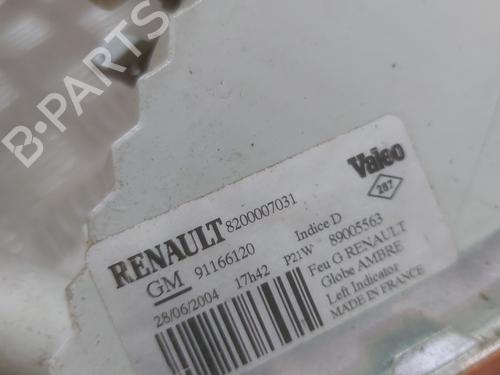 B-PARTS
Valeo
287
RENAULT 8200007031
GM 91166120 Indice D
28/06/2004 17h42 P21W 89005563
Feu G RENAULT
Globe AMBRE
Left Indicator
MADE IN FRANCE